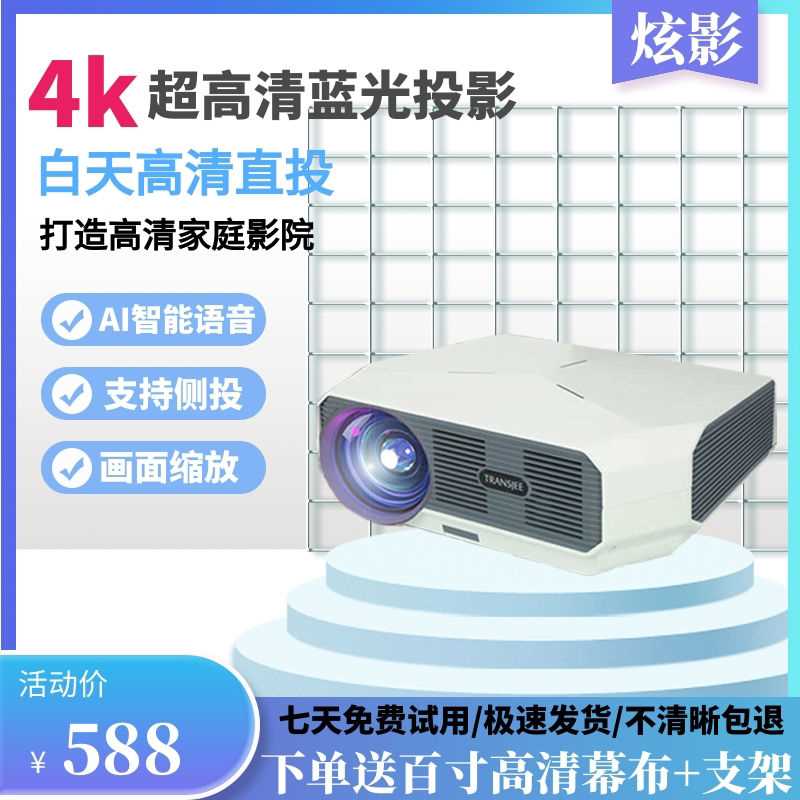 炫影
4k超高清蓝光投影
白天高清直投
打造高清家庭影院
AI智能语音
支持侧投
画面缩放
TRANSJEE
活动价
¥ 588
七天免费试用/极速发货/不清晰包退
下单送百寸高清幕布+支架